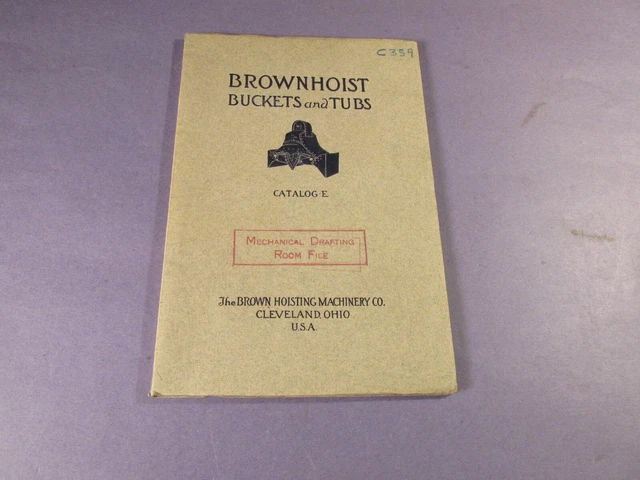 C359
BROWNHOIST
BUCKETS and TUBS
CATALOG-E
MECHANICAL DRAFTING
ROOM FILE
The BROWN HOISTING MACHINERY CO.
CLEVELAND, OHIO
U.S.A.